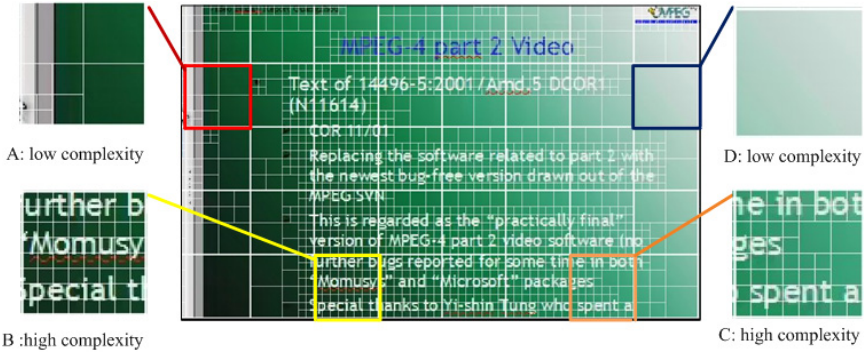 MPEG
MPEG-4 part 2 Video
Text of 14496-5:2001/Amd.5 DCOR1
(N11614)
COR 11/01
Replacing the software related to part 2 with
the newest bug-free version drawn out of the
MPEG SVN
This is regarded as the “practically final”
version of MPEG-4 part 2 video software (no
urther bugs reported for some time in both
“Momusys” and “Microsoft” packages
Special thanks to Yi-shin Tung who spent a
A: low complexity
urther b
“Momusy
Special th
B :high complexity
D: low complexity
me in bot
ges
spent a
C: high complexity